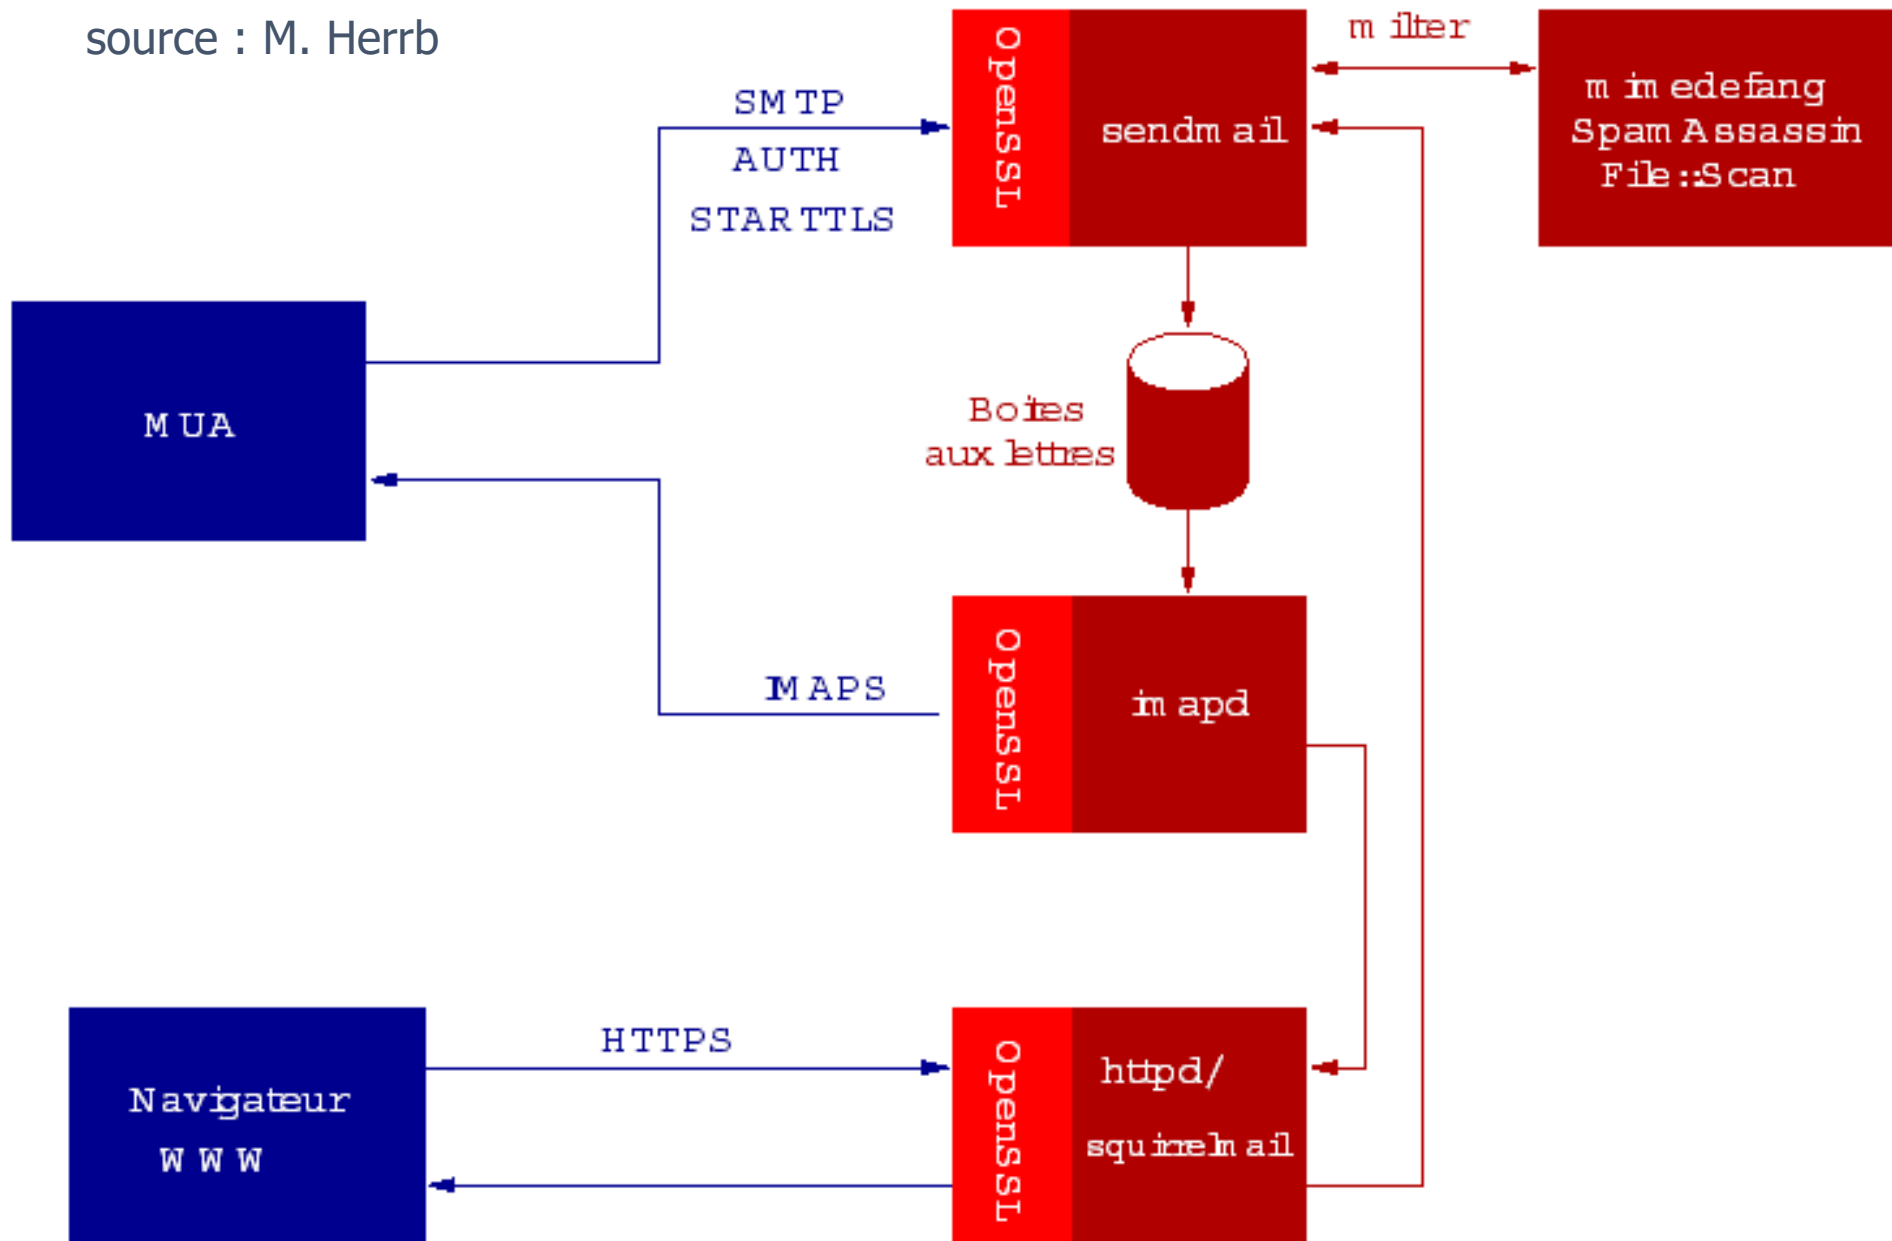 source : M. Herrb
milter
OpenSSL
sendmail
mimedefang
SpamAssassin
File::Scan
SMTP
AUTH
STARTTLS
MUA
Boites
aux lettres
IMAPS
OpenSSL
imapd
HTTPS
Navigateur
WWW
OpenSSL
httpd/
squirrelmail